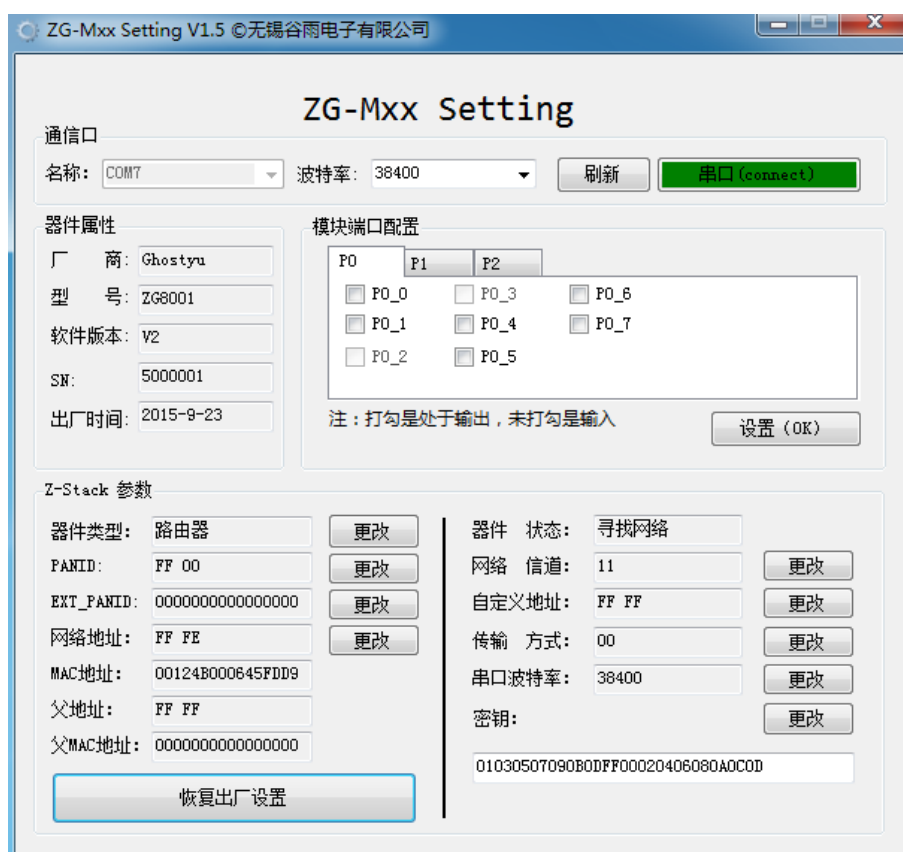 ZG-Mxx Setting V1.5 ©无锡谷雨电子有限公司
ZG-Mxx Setting
通信口
名称: COM7 波特率: 38400 刷新 串口(connect)
器件属性
厂 商: Ghostyu
型 号: ZG8001
软件版本: V2
SN: 5000001
出厂时间: 2015-9-23
模块端口配置
P0 P1 P2
P0_0 P0_3 P0_6
P0_1 P0_4 P0_7
P0_2 P0_5
注：打勾是处于输出，未打勾是输入
设置 (OK)
Z-Stack 参数
器件类型: 路由器 更改
PANID: FF 00 更改
EXT_PANID: 0000000000000000 更改
网络地址: FF FE 更改
MAC地址: 00124B000645FDD9
父地址: FF FF
父MAC地址: 0000000000000000
恢复出厂设置
器件 状态: 寻找网络
网络 信道: 11 更改
自定义地址: FF FF 更改
传输 方式: 00 更改
串口波特率: 38400 更改
密钥: 更改
01030507090B0DFF00020406080A0C0D